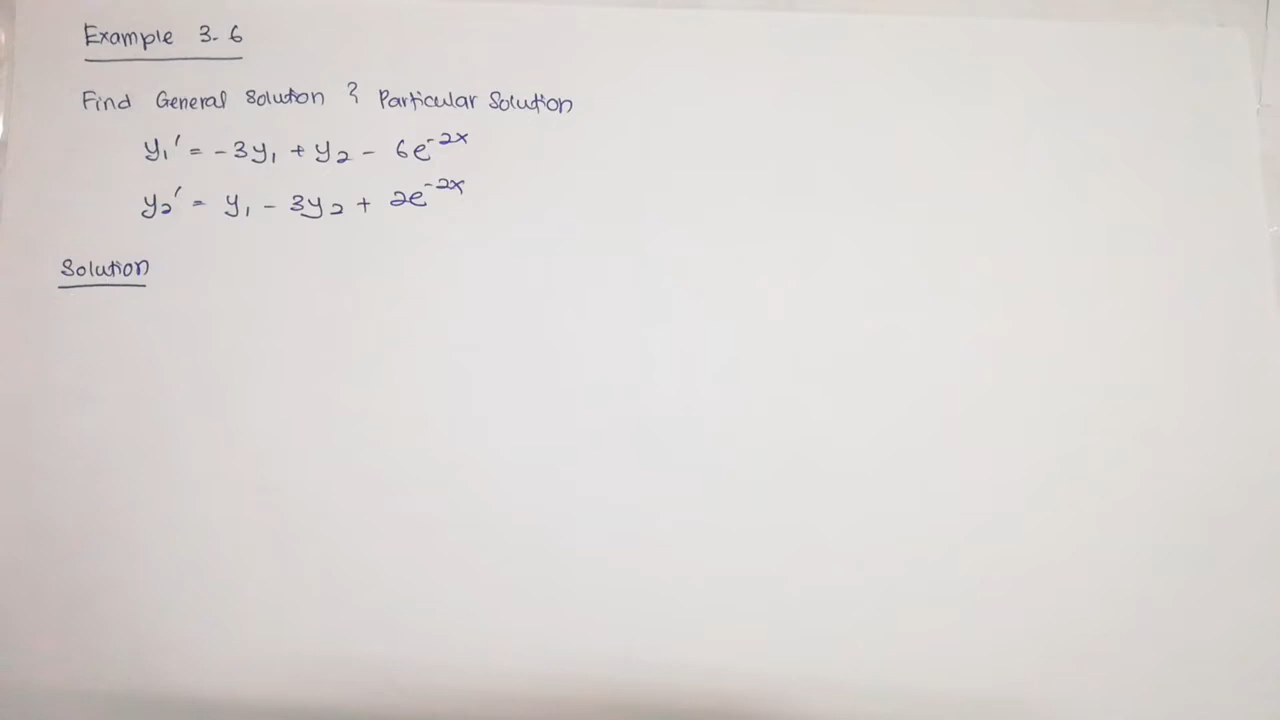 Example 3.6
Find General Solution & Particular Solution
y₁' = -3y₁ + y₂ - 6e⁻²ˣ
y₂' = y₁ - 3y₂ + 2e⁻²ˣ
Solution